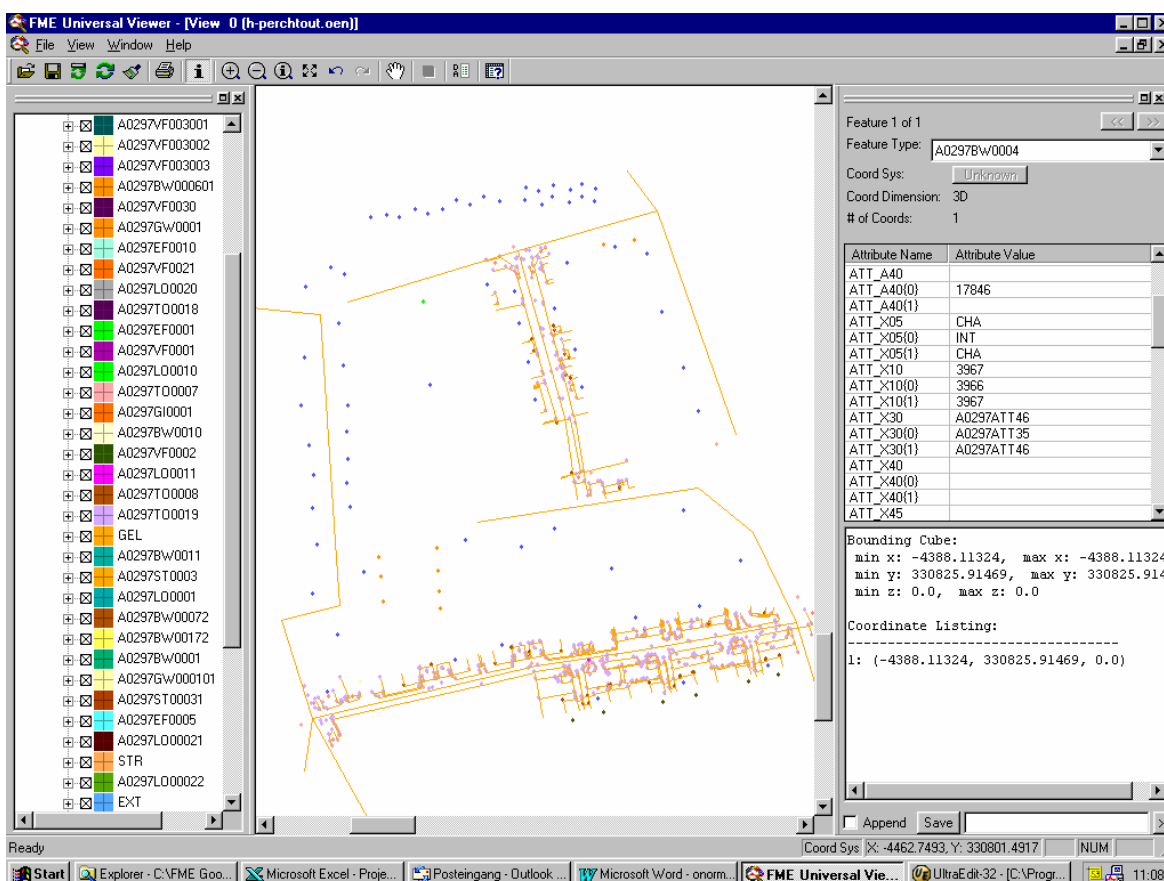 FME Universal Viewer - [View 0 (h-perchtout.oen)]
File View Window Help
A0297VF003001
A0297VF003002
A0297VF003003
A0297BW000601
A0297VF0030
A0297GW0001
A0297EF0010
A0297VF0021
A0297LO0020
A0297TO0018
A0297EF0001
A0297VF0001
A0297LO0010
A0297TO0007
A0297GI0001
A0297BW0010
A0297VF0002
A0297LO0011
A0297TO0008
A0297TO0019
GEL
A0297BW0011
A0297ST0003
A0297LO0001
A0297BW00072
A0297BW00172
A0297BW0001
A0297GW000101
A0297ST00031
A0297EF0005
A0297LO00021
STR
A0297LO00022
EXT
Feature 1 of 1
<< >>
Feature Type: A0297BW0004
Coord Sys: Unknown
Coord Dimension: 3D
# of Coords: 1
Attribute Name Attribute Value
ATT_A40
ATT_A40{0} 17846
ATT_A40{1}
ATT_X05 CHA
ATT_X05{0} INT
ATT_X05{1} CHA
ATT_X10 3967
ATT_X10{0} 3966
ATT_X10{1} 3967
ATT_X30 A0297ATT46
ATT_X30{0} A0297ATT35
ATT_X30{1} A0297ATT46
ATT_X40
ATT_X40{0}
ATT_X40{1}
ATT_X45
Bounding Cube:
min x: -4388.11324, max x: -4388.11324
min y: 330825.91469, max y: 330825.914
min z: 0.0, max z: 0.0
Coordinate Listing:
----------------------------------
1: (-4388.11324, 330825.91469, 0.0)
Append Save
Ready Coord Sys X: -4462.7493, Y: 330801.4917 NUM
Start Explorer - C:\FME Goo... Microsoft Excel - Proje... Posteingang - Outlook ... Microsoft Word - onorm... FME Universal Vie... UltraEdit-32 - [C:\Progr... 11:08